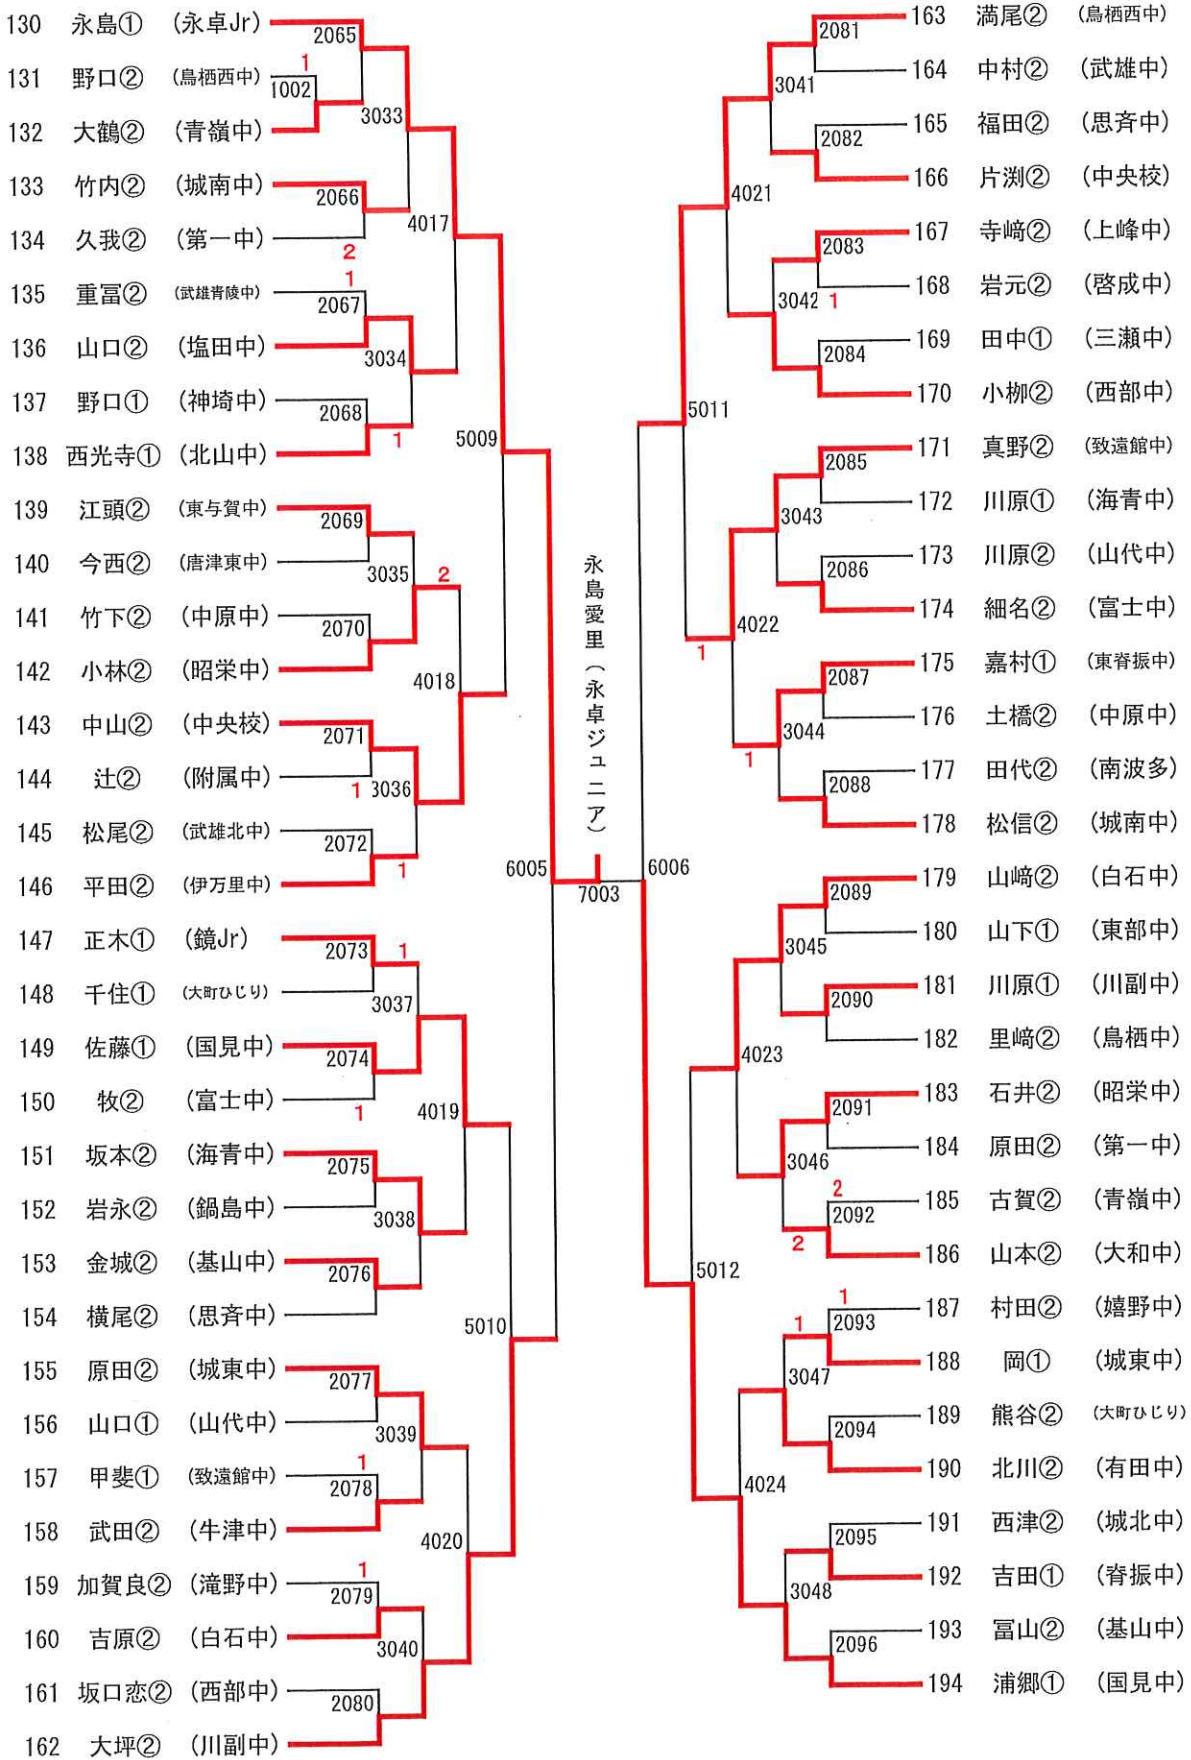 130 永島① (永卓Jr)
131 野口② (鳥栖西中)
132 大鶴② (青嶺中)
133 竹内② (城南中)
134 久我② (第一中)
135 重冨② (武雄青陵中)
136 山口② (塩田中)
137 野口① (神埼中)
138 西光寺① (北山中)
139 江頭② (東与賀中)
140 今西② (唐津東中)
141 竹下② (中原中)
142 小林② (昭栄中)
143 中山② (中央校)
144 辻② (附属中)
145 松尾② (武雄北中)
146 平田② (伊万里中)
147 正木① (鏡Jr)
148 千住① (大町ひじり)
149 佐藤① (国見中)
150 牧② (富士中)
151 坂本② (海青中)
152 岩永② (鍋島中)
153 金城② (基山中)
154 横尾② (思斉中)
155 原田② (城東中)
156 山口① (山代中)
157 甲斐① (致遠館中)
158 武田② (牛津中)
159 加賀良② (滝野中)
160 吉原② (白石中)
161 坂口恋② (西部中)
162 大坪② (川副中)
1
1002
2065
2066
2
1
2067
2068
1
2069
2070
2071
1
2072
1
2073
1
2074
1
2075
2076
2077
1
2078
1
2079
2080
3033
3034
3035
2
3036
3037
3038
3039
3040
4017
4018
4019
4020
5009
5010
6005
7003
永島愛里(永卓ジュニア)
6006
5011
5012
4021
4022
1
4023
4024
3041
3042
3043
3044
1
3045
3046
3047
3048
2081
2082
2083
1
2084
2085
2086
2087
2088
2089
2090
2091
2
2092
2
1
2093
1
2094
2095
2096
163 満尾② (鳥栖西中)
164 中村② (武雄中)
165 福田② (思斉中)
166 片渕② (中央校)
167 寺﨑② (上峰中)
168 岩元② (啓成中)
169 田中① (三瀬中)
170 小柳② (西部中)
171 真野② (致遠館中)
172 川原① (海青中)
173 川原② (山代中)
174 細名② (富士中)
175 嘉村① (東脊振中)
176 土橋② (中原中)
177 田代② (南波多)
178 松信② (城南中)
179 山﨑② (白石中)
180 山下① (東部中)
181 川原① (川副中)
182 里﨑② (鳥栖中)
183 石井② (昭栄中)
184 原田② (第一中)
185 古賀② (青嶺中)
186 山本② (大和中)
187 村田② (嬉野中)
188 岡① (城東中)
189 熊谷② (大町ひじり)
190 北川② (有田中)
191 西津② (城北中)
192 吉田① (脊振中)
193 冨山② (基山中)
194 浦郷① (国見中)